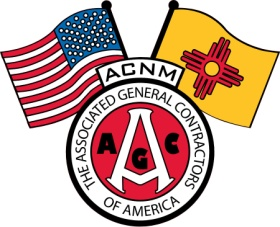 ACNM
THE ASSOCIATED GENERAL CONTRACTORS
OF AMERICA
AGC